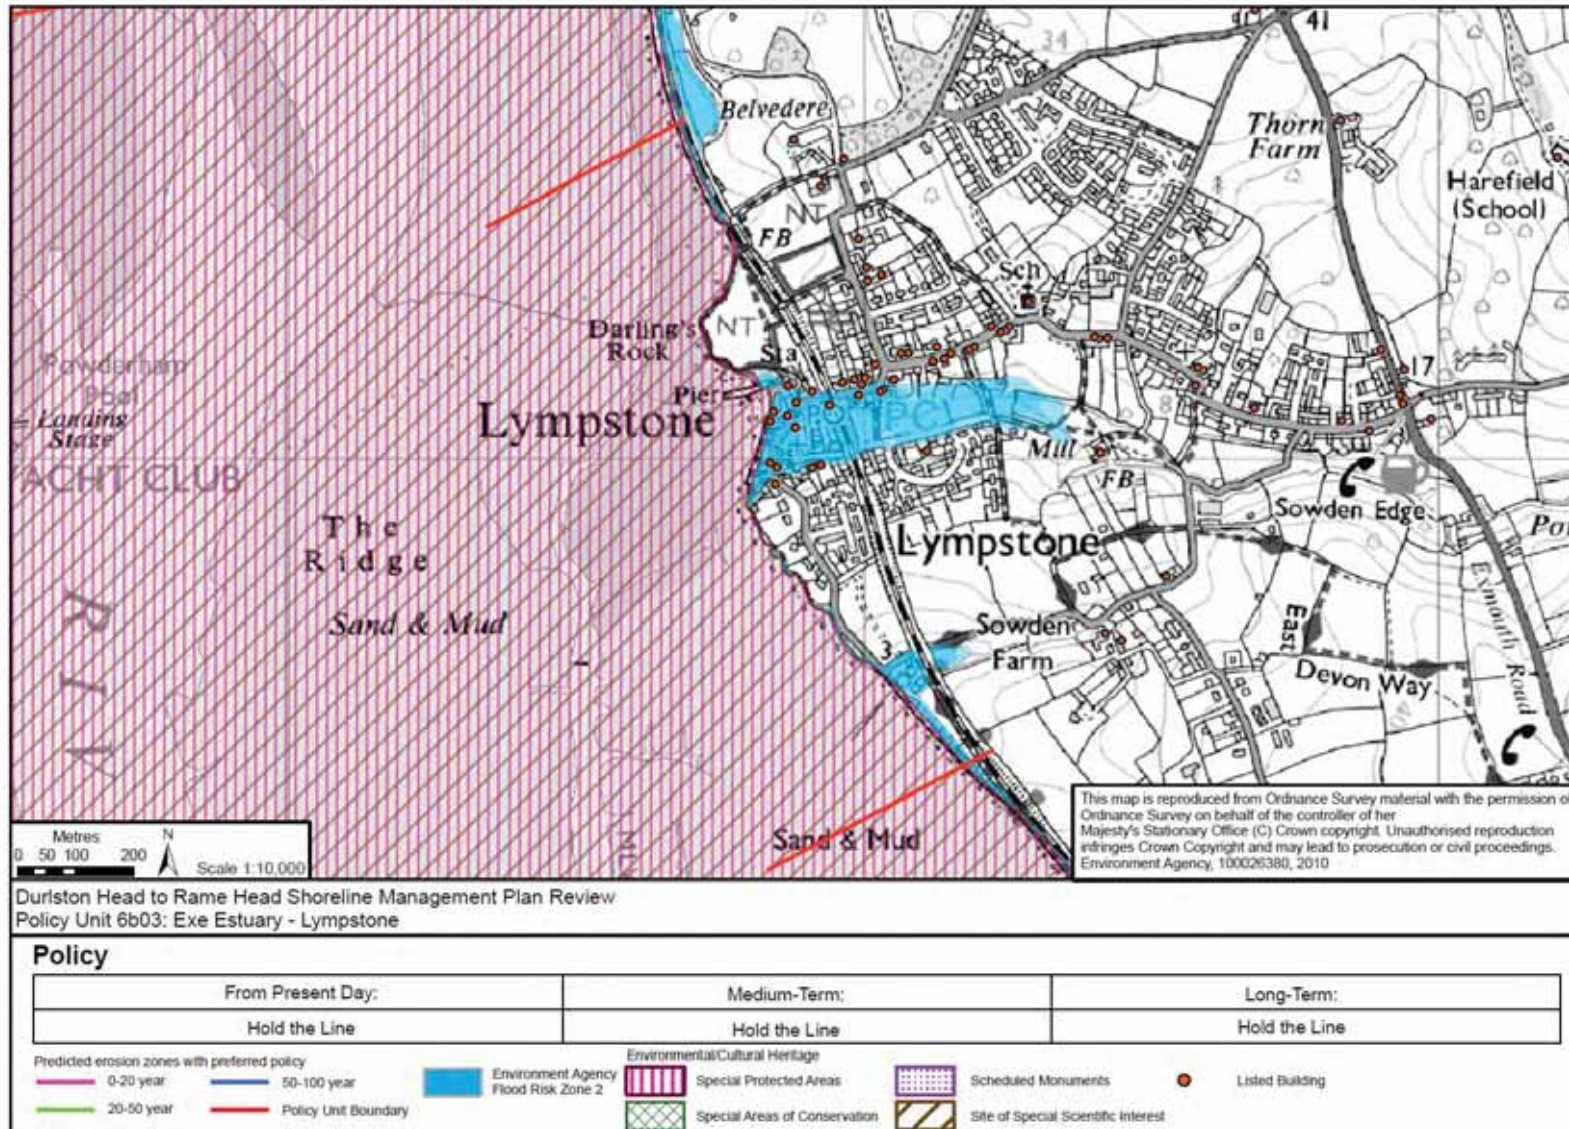 41
34
Belvedere
Thorn
Farm
Harefield
(School)
NT
FB
Sch
Darling's
Rock
NT
Sta
Powderham
Pool
Pier
17
Landing
Stage
Lympstone
PC
8
YACHT CLUB
Mill
FB
Sowden Edge
The
Ridge
Lympstone
Sand & Mud
Sowden
Farm
3
East
Devon Way
Exmouth Road
40
R I V
Sand & Mud
This map is reproduced from Ordnance Survey material with the permission of
Ordnance Survey on behalf of the controller of her
Majesty's Stationary Office (C) Crown copyright. Unauthorised reproduction
infringes Crown Copyright and may lead to prosecution or civil proceedings.
Environment Agency, 100026380, 2010
Metres
0 50 100 200
N
Scale 1:10,000
Durlston Head to Rame Head Shoreline Management Plan Review
Policy Unit 6b03: Exe Estuary - Lympstone
Policy
From Present Day: Medium-Term: Long-Term:
Hold the Line Hold the Line Hold the Line
Predicted erosion zones with preferred policy
0-20 year
50-100 year
20-50 year
Policy Unit Boundary
Environment Agency
Flood Risk Zone 2
Environmental/Cultural Heritage
Special Protected Areas
Scheduled Monuments
Listed Building
Special Areas of Conservation
Site of Special Scientific Interest